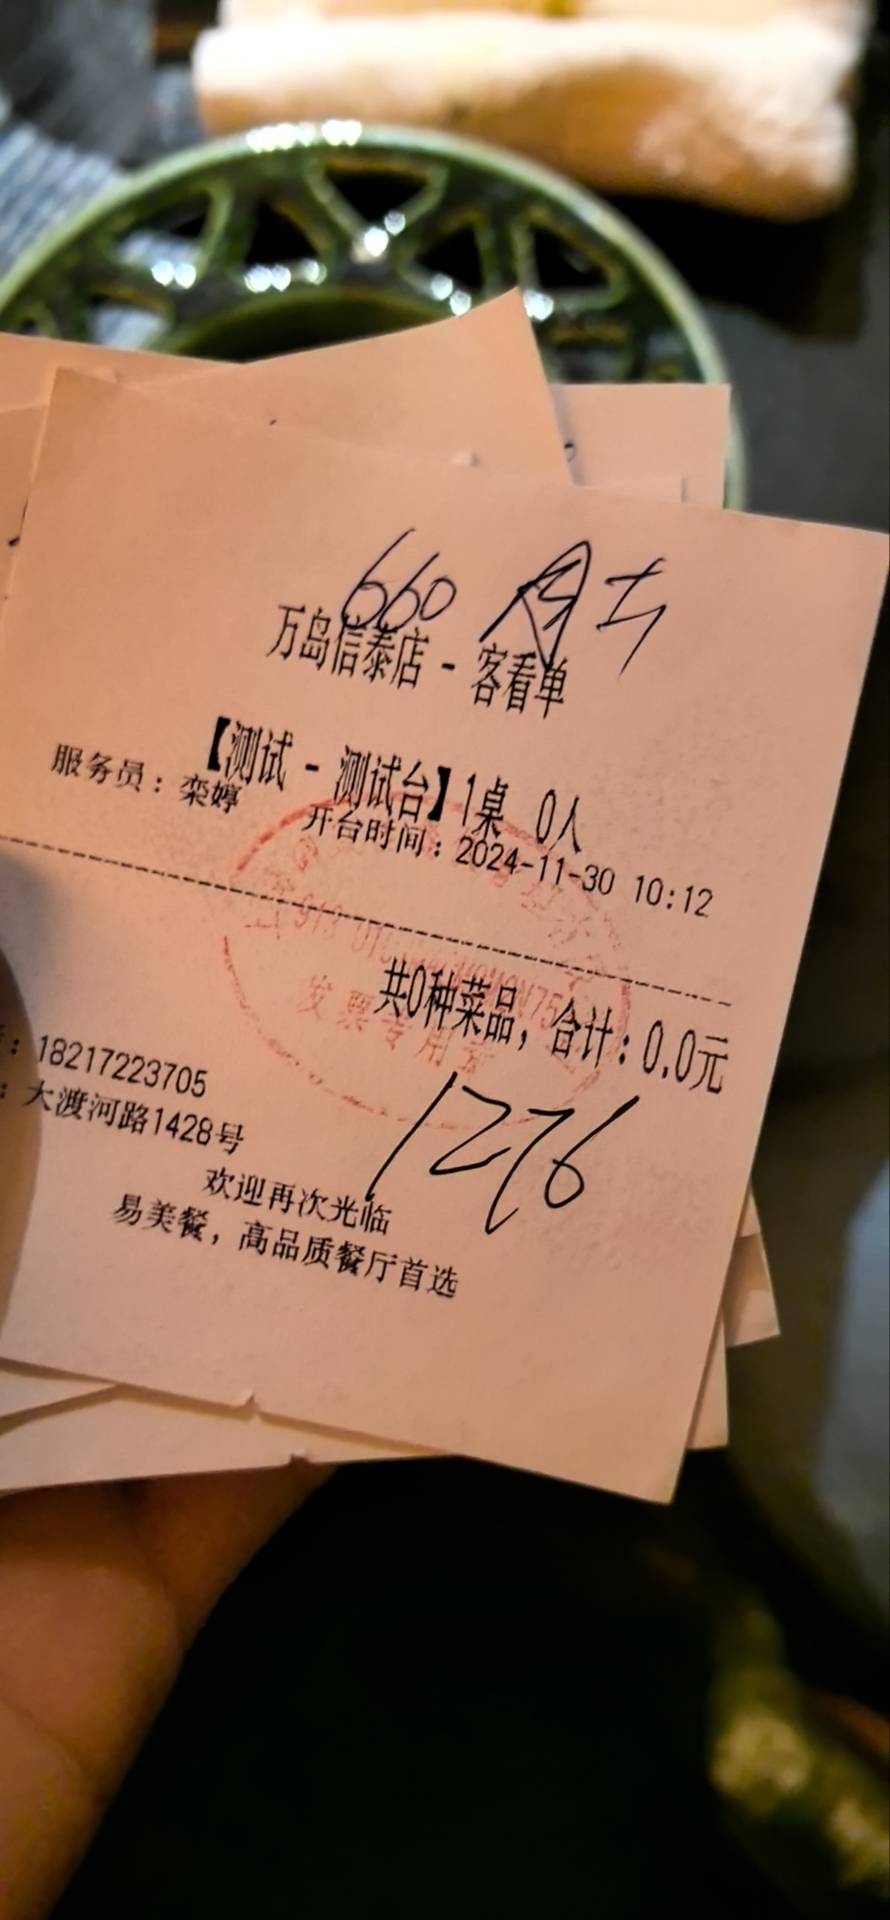 660
万岛信泰店 - 客看单
【测试 - 测试台】1桌 0人
服务员：栾婷
开台时间：2024-11-30 10:12
共0种菜品，合计：0.0元
：18217223705
：大渡河路1428号
1276
欢迎再次光临
易美餐，高品质餐厅首选
发票专用章